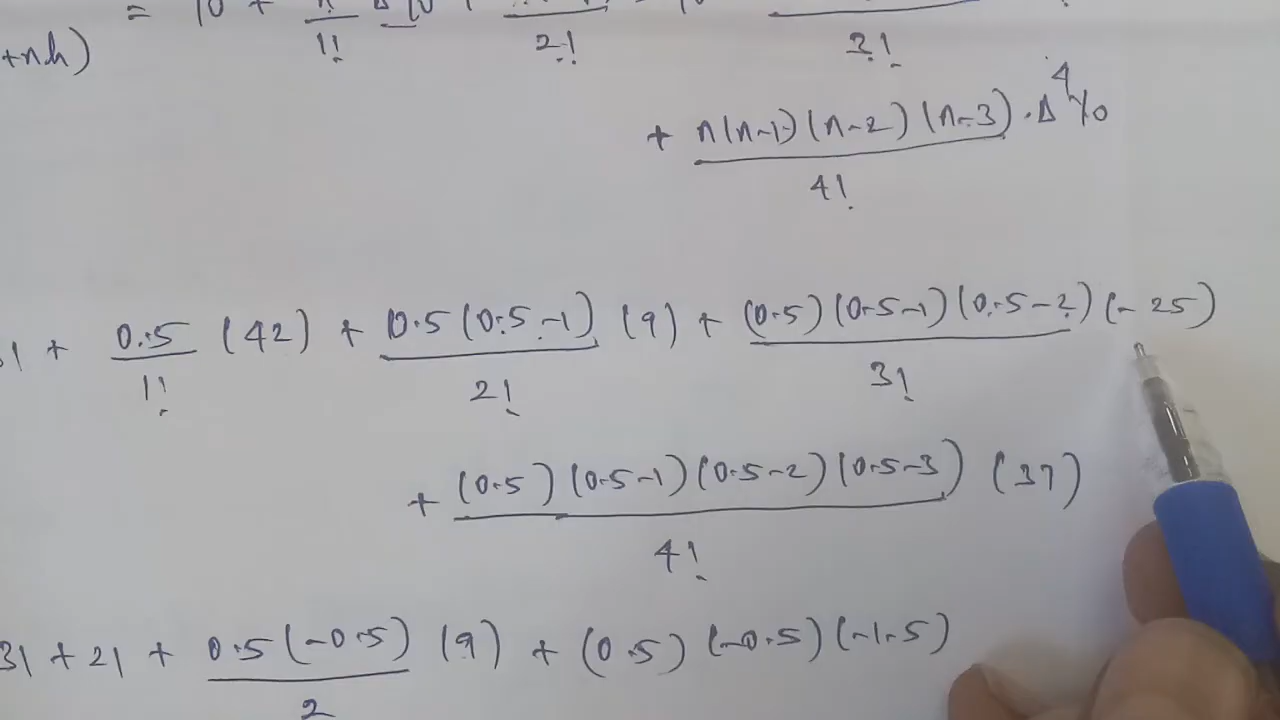 =
1! 2! 3!
+nh)
+ n(n-1)(n-2)(n-3) . Δ⁴y₀
4!
1 + 0.5 (42) + 0.5(0.5-1) (9) + (0.5)(0.5-1)(0.5-2)(-25)
1! 2! 3!
+ (0.5)(0.5-1)(0.5-2)(0.5-3) (37)
4!
31 + 21 + 0.5(-0.5) (9) + (0.5)(-0.5)(-1.5)
2